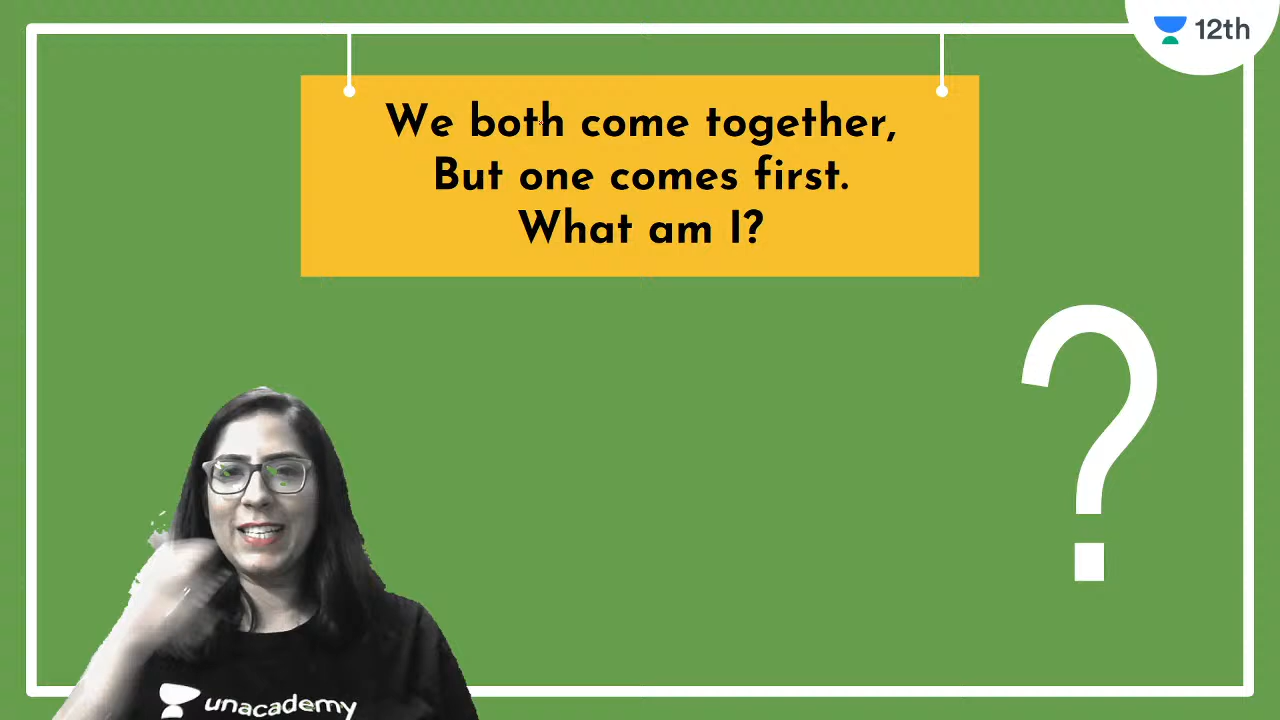 12th
We both come together,
But one comes first.
What am I?
?
unacademy